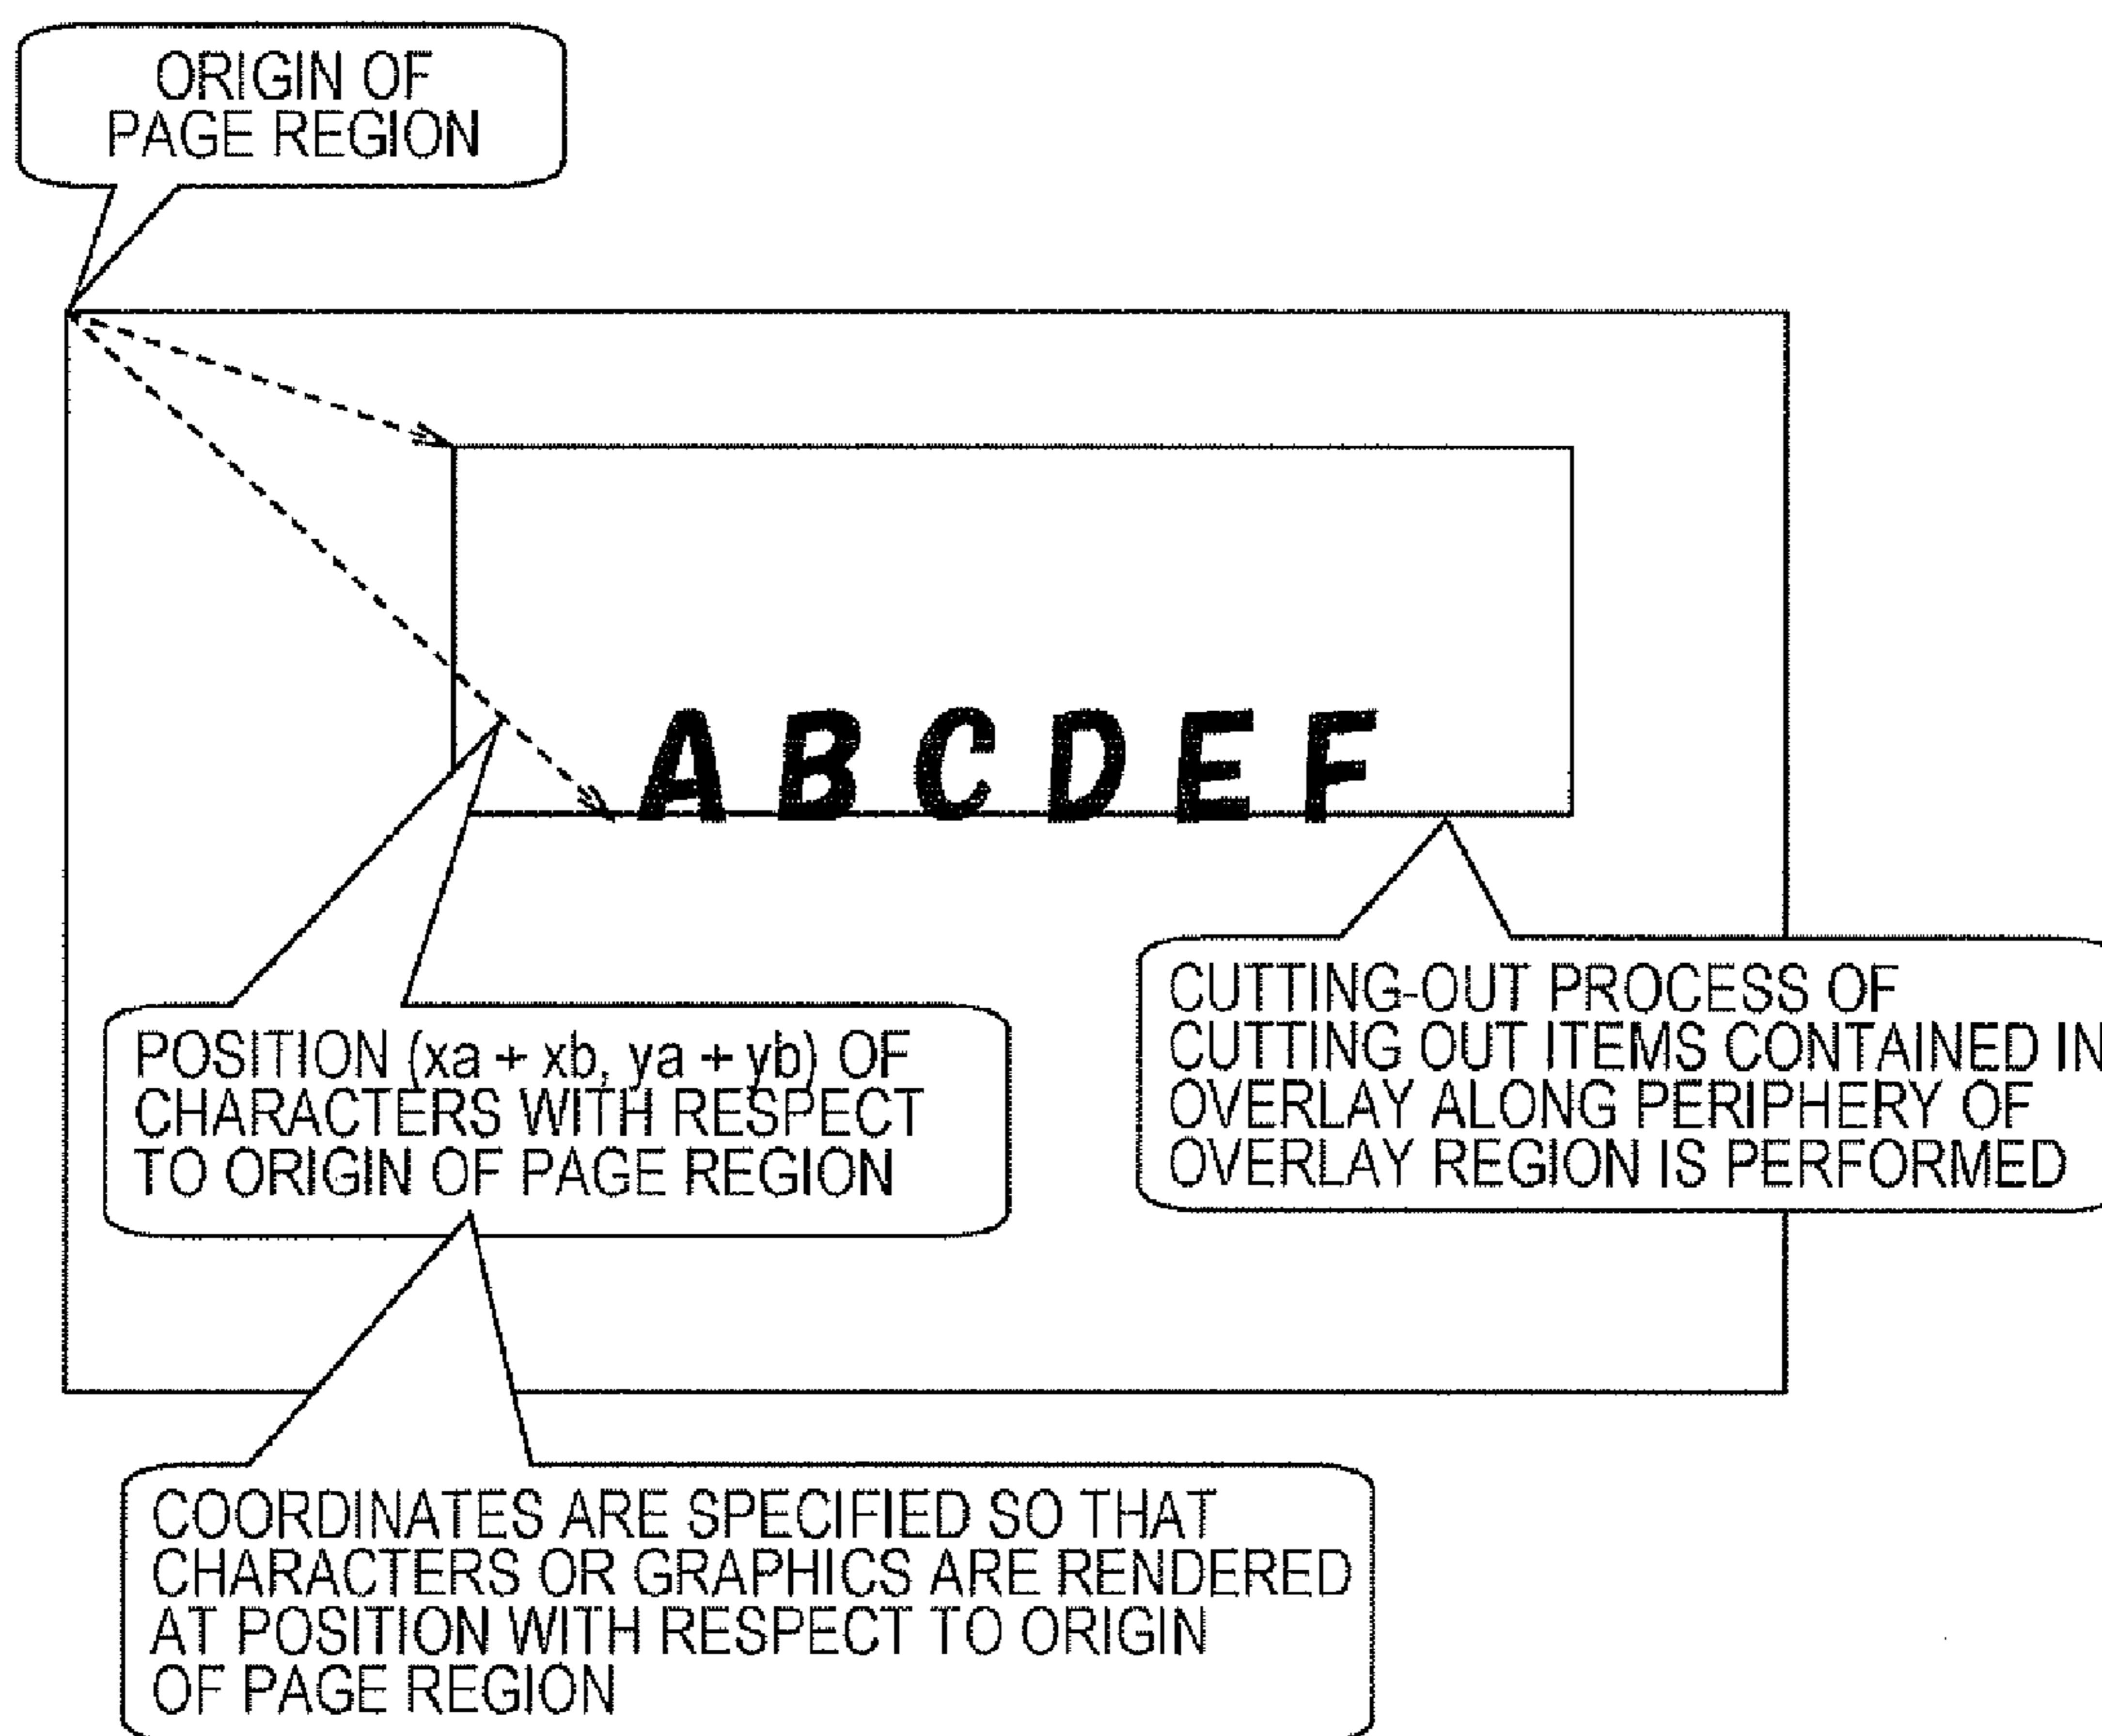 ORIGIN OF
PAGE REGION
A B C D E F
POSITION (xa + xb, ya + yb) OF
CHARACTERS WITH RESPECT
TO ORIGIN OF PAGE REGION
CUTTING-OUT PROCESS OF
CUTTING OUT ITEMS CONTAINED IN
OVERLAY ALONG PERIPHERY OF
OVERLAY REGION IS PERFORMED
COORDINATES ARE SPECIFIED SO THAT
CHARACTERS OR GRAPHICS ARE RENDERED
AT POSITION WITH RESPECT TO ORIGIN
OF PAGE REGION